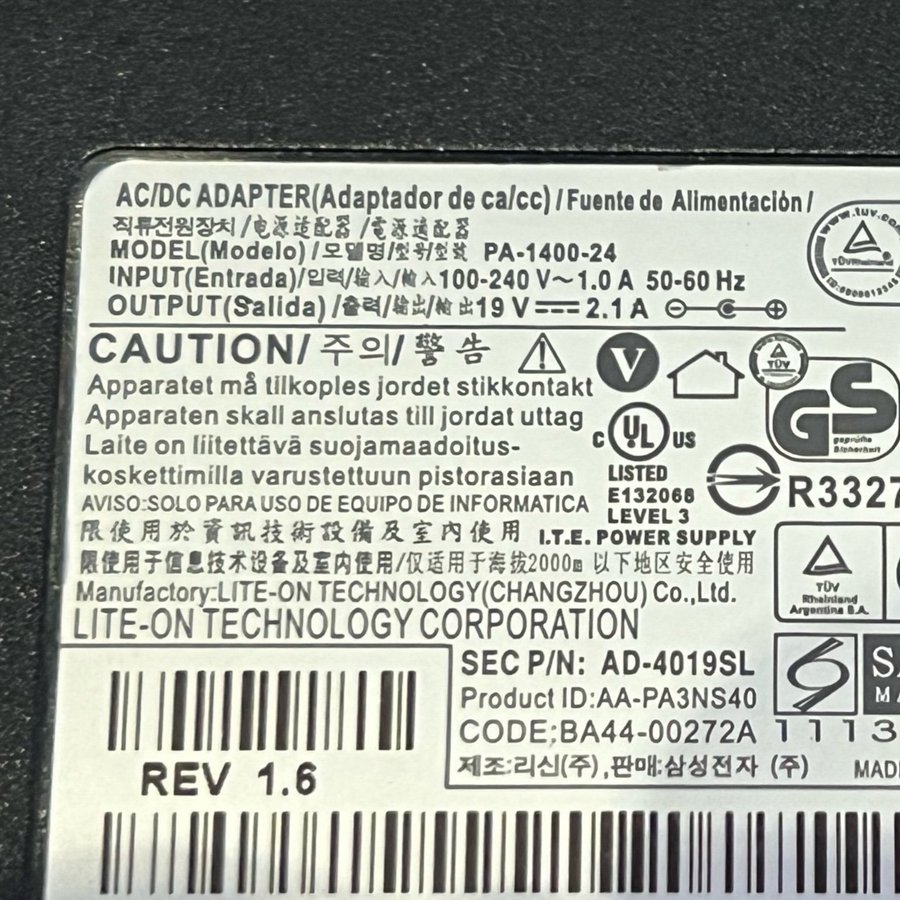 AC/DC ADAPTER(Adaptador de ca/cc) / Fuente de Alimentación /
직류전원장치 / 电源适配器 / 電源適配器
MODEL(Modelo) / 모델명/型号/型號 PA-1400-24
INPUT(Entrada)/입력/输入/輸入 100-240 V~ 1.0 A 50-60 Hz
OUTPUT(Salida) /출력/输出/輸出 19 V 2.1 A
CAUTION/ 주의/ 警告
Apparatet må tilkoples jordet stikkontakt
Apparaten skall anslutas till jordat uttag
Laite on liitettävä suojamaadoitus-
koskettimilla varustettuun pistorasiaan
AVISO:SOLO PARA USO DE EQUIPO DE INFORMATICA
限使用於資訊技術設備及室內使用
限使用于信息技术设备及室内使用/仅适用于海拔2000m 以下地区安全使用
Manufactory:LITE-ON TECHNOLOGY(CHANGZHOU) Co.,Ltd.
LITE-ON TECHNOLOGY CORPORATION
www.tuv.com
TÜVRheinland
V
TÜV
GS
geprüfte
Sicherheit
C UL US
LISTED
E132068
LEVEL 3
I.T.E. POWER SUPPLY
R3327
TÜV
Rheinland
Argentina S.A.
SEC P/N: AD-4019SL
Product ID:AA-PA3NS40
CODE:BA44-00272A 1113
제조:리신(주),판매:삼성전자 (주)
REV 1.6